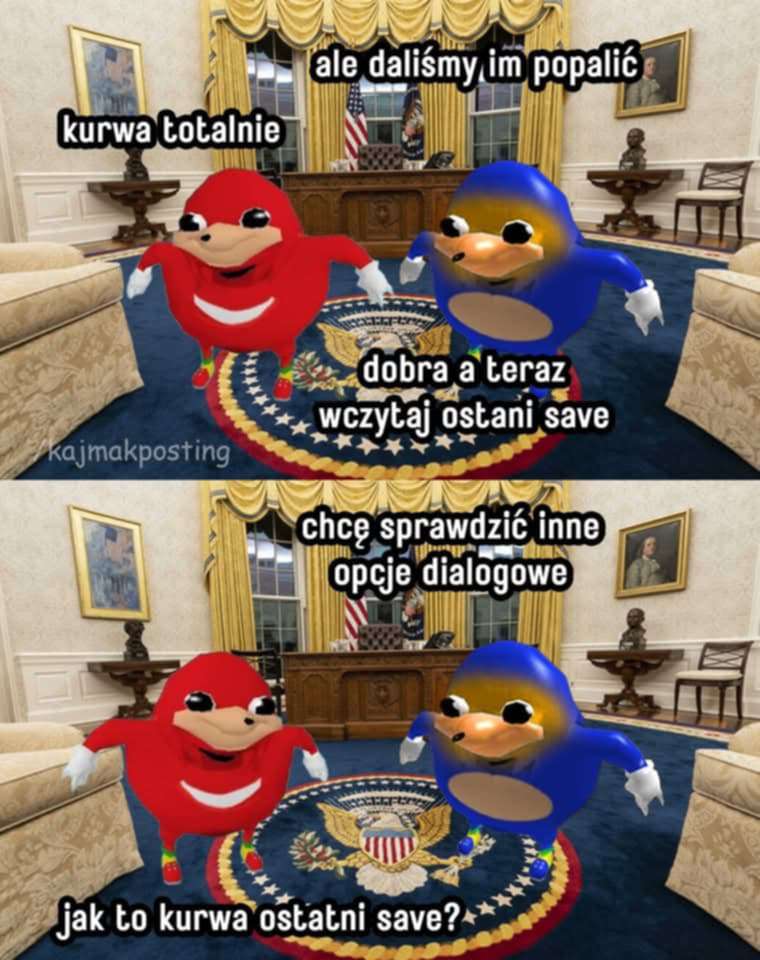 ale daliśmy im popalić
kurwa totalnie
dobra a teraz
wczytaj ostani save
/kajmakposting
chcę sprawdzić inne
opcje dialogowe
jak to kurwa ostatni save?